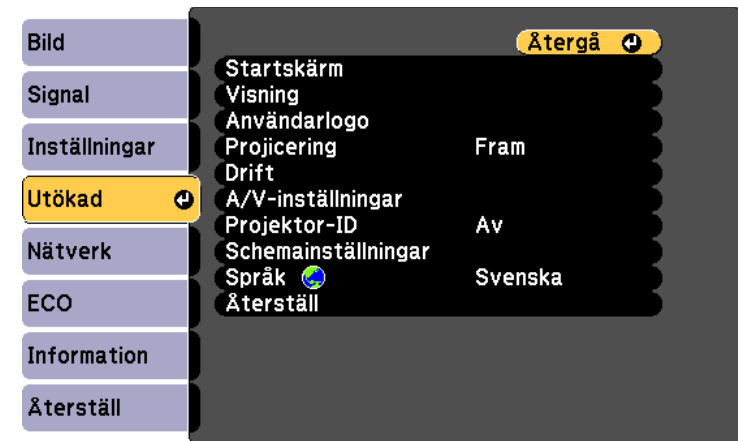 Bild
Signal
Inställningar
Utökad
Nätverk
ECO
Information
Återställ
Återgå
Startskärm
Visning
Användarlogo
Projicering Fram
Drift
A/V-inställningar
Projektor-ID Av
Schemainställningar
Språk Svenska
Återställ